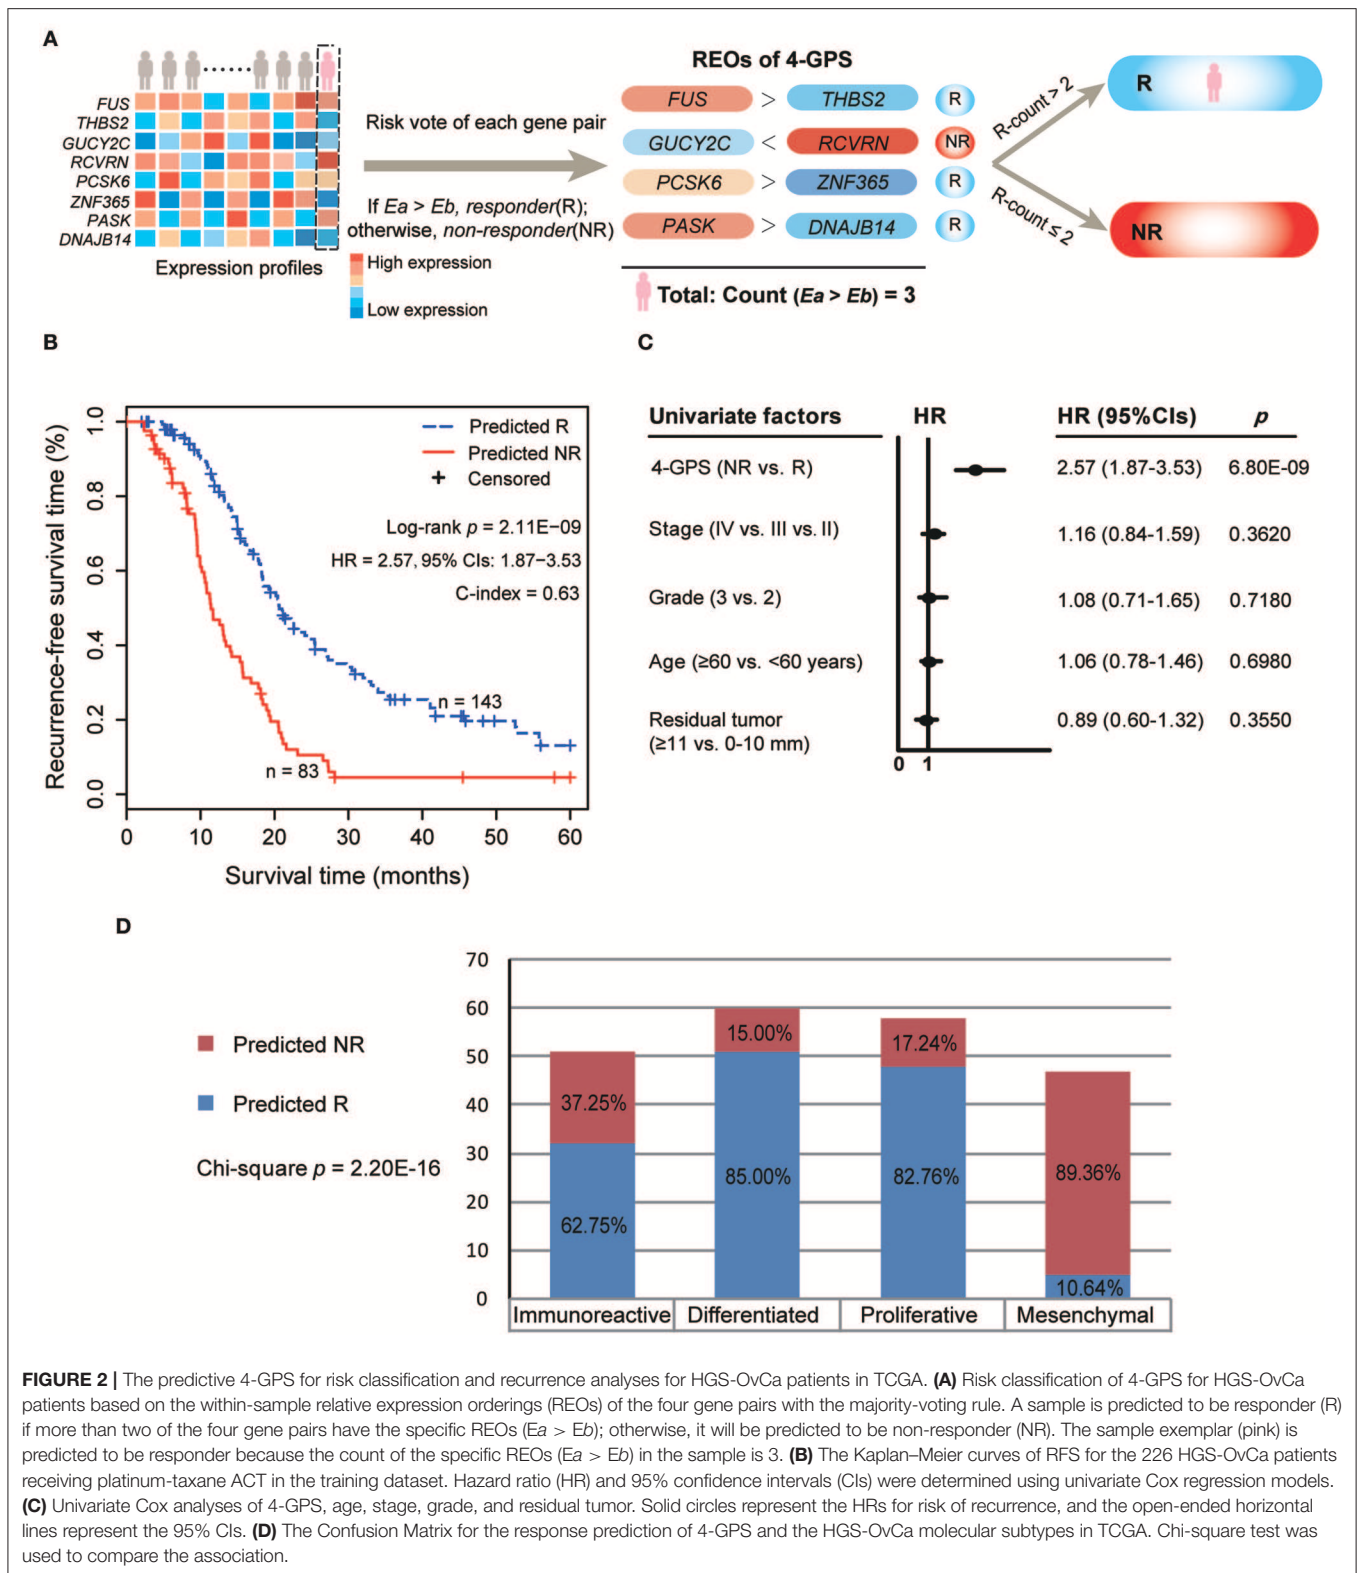 A
FUS
THBS2
GUCY2C
RCVRN
PCSK6
ZNF365
PASK
DNAJB14
Expression profiles
Risk vote of each gene pair
If Ea > Eb, responder(R);
otherwise, non-responder(NR)
High expression
Low expression
REOs of 4-GPS
FUS > THBS2 R
GUCY2C < RCVRN NR
PCSK6 > ZNF365 R
PASK > DNAJB14 R
Total: Count (Ea > Eb) = 3
R-count > 2
R-count ≤ 2
R
NR
B
Recurrence-free survival time (%)
1.0
0.8
0.6
0.4
0.2
0.0
Predicted R
Predicted NR
Censored
Log-rank p = 2.11E−09
HR = 2.57, 95% CIs: 1.87−3.53
C-index = 0.63
n = 143
n = 83
0 10 20 30 40 50 60
Survival time (months)
C
Univariate factors HR HR (95%CIs) p
4-GPS (NR vs. R) 2.57 (1.87-3.53) 6.80E-09
Stage (IV vs. III vs. II) 1.16 (0.84-1.59) 0.3620
Grade (3 vs. 2) 1.08 (0.71-1.65) 0.7180
Age (≥60 vs. <60 years) 1.06 (0.78-1.46) 0.6980
Residual tumor 0.89 (0.60-1.32) 0.3550
(≥11 vs. 0-10 mm)
0 1
D
Predicted NR
Predicted R
Chi-square p = 2.20E-16
70
60
50
40
30
20
10
0
37.25%
62.75%
15.00%
85.00%
17.24%
82.76%
89.36%
10.64%
Immunoreactive Differentiated Proliferative Mesenchymal
FIGURE 2 | The predictive 4-GPS for risk classification and recurrence analyses for HGS-OvCa patients in TCGA. (A) Risk classification of 4-GPS for HGS-OvCa
patients based on the within-sample relative expression orderings (REOs) of the four gene pairs with the majority-voting rule. A sample is predicted to be responder (R)
if more than two of the four gene pairs have the specific REOs (Ea > Eb); otherwise, it will be predicted to be non-responder (NR). The sample exemplar (pink) is
predicted to be responder because the count of the specific REOs (Ea > Eb) in the sample is 3. (B) The Kaplan–Meier curves of RFS for the 226 HGS-OvCa patients
receiving platinum-taxane ACT in the training dataset. Hazard ratio (HR) and 95% confidence intervals (CIs) were determined using univariate Cox regression models.
(C) Univariate Cox analyses of 4-GPS, age, stage, grade, and residual tumor. Solid circles represent the HRs for risk of recurrence, and the open-ended horizontal
lines represent the 95% CIs. (D) The Confusion Matrix for the response prediction of 4-GPS and the HGS-OvCa molecular subtypes in TCGA. Chi-square test was
used to compare the association.